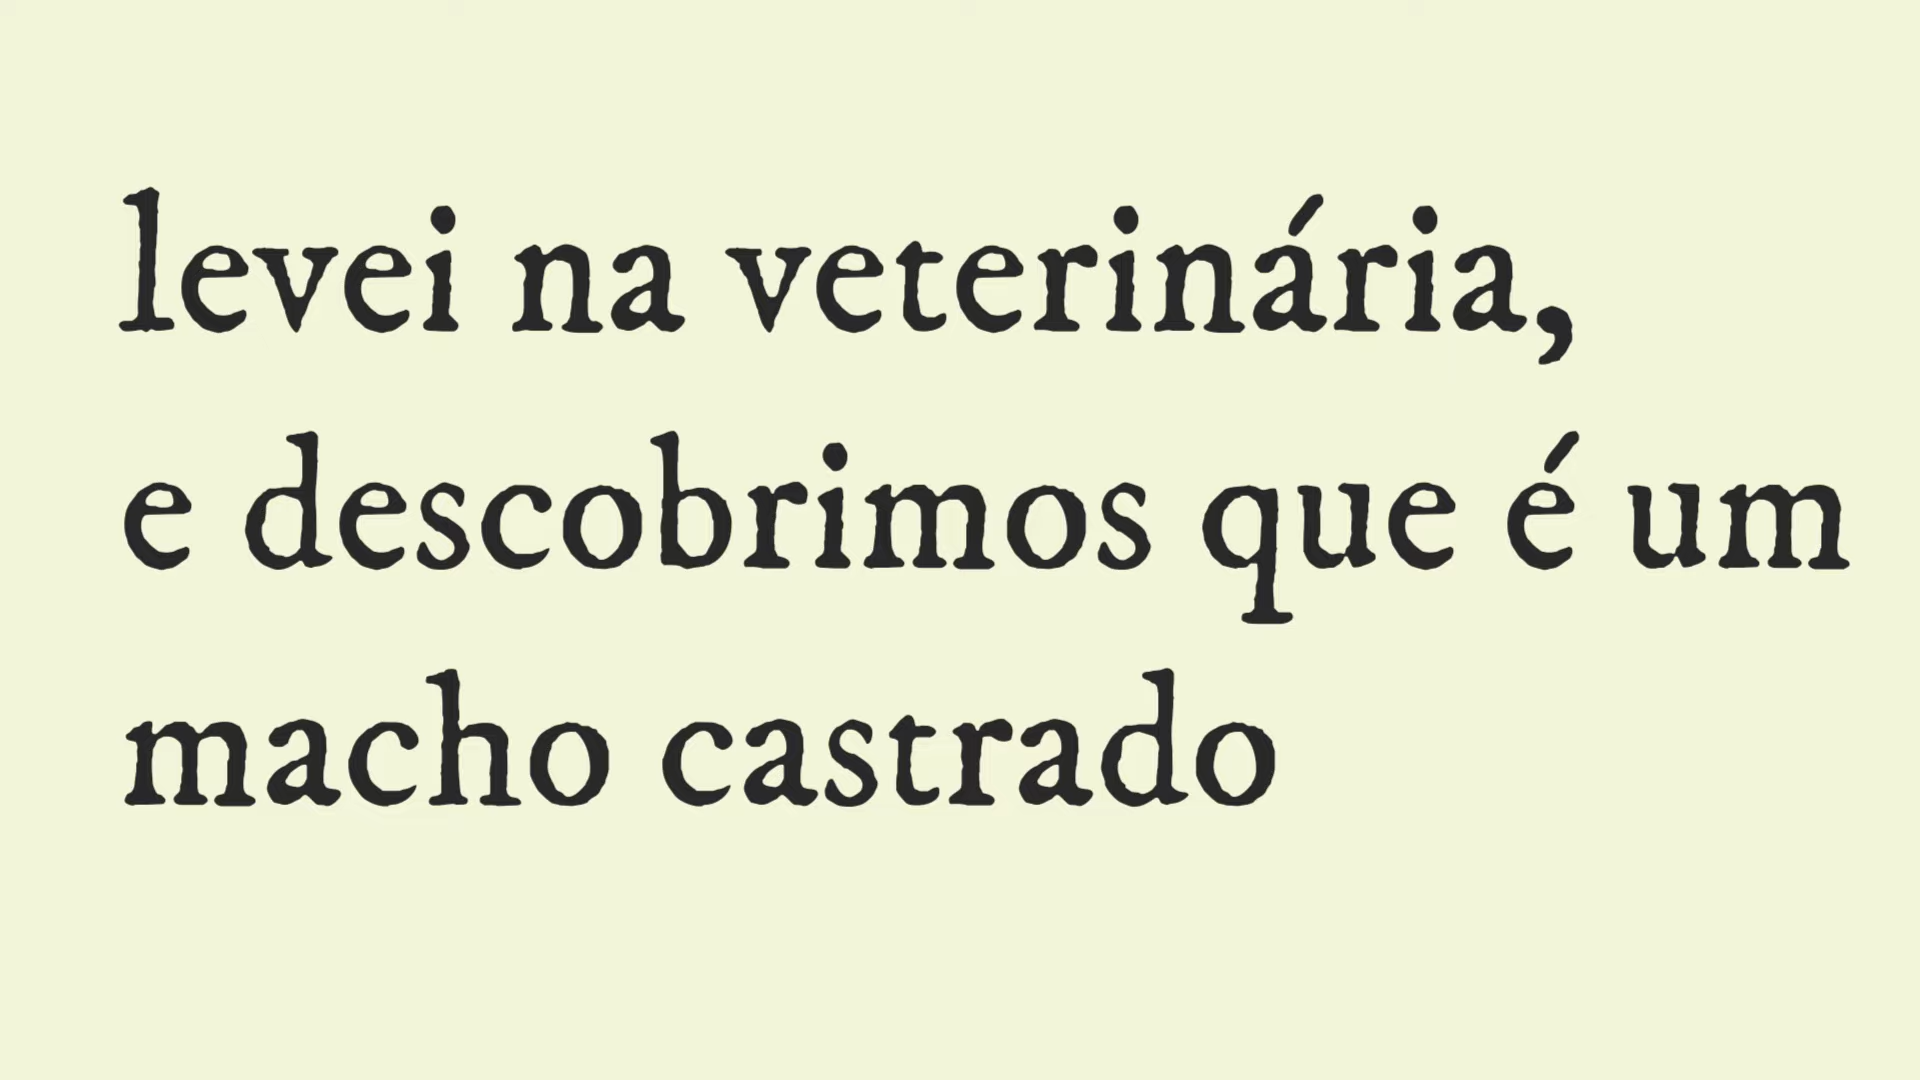 levei na veterinária,
e descobrimos que é um
macho castrado